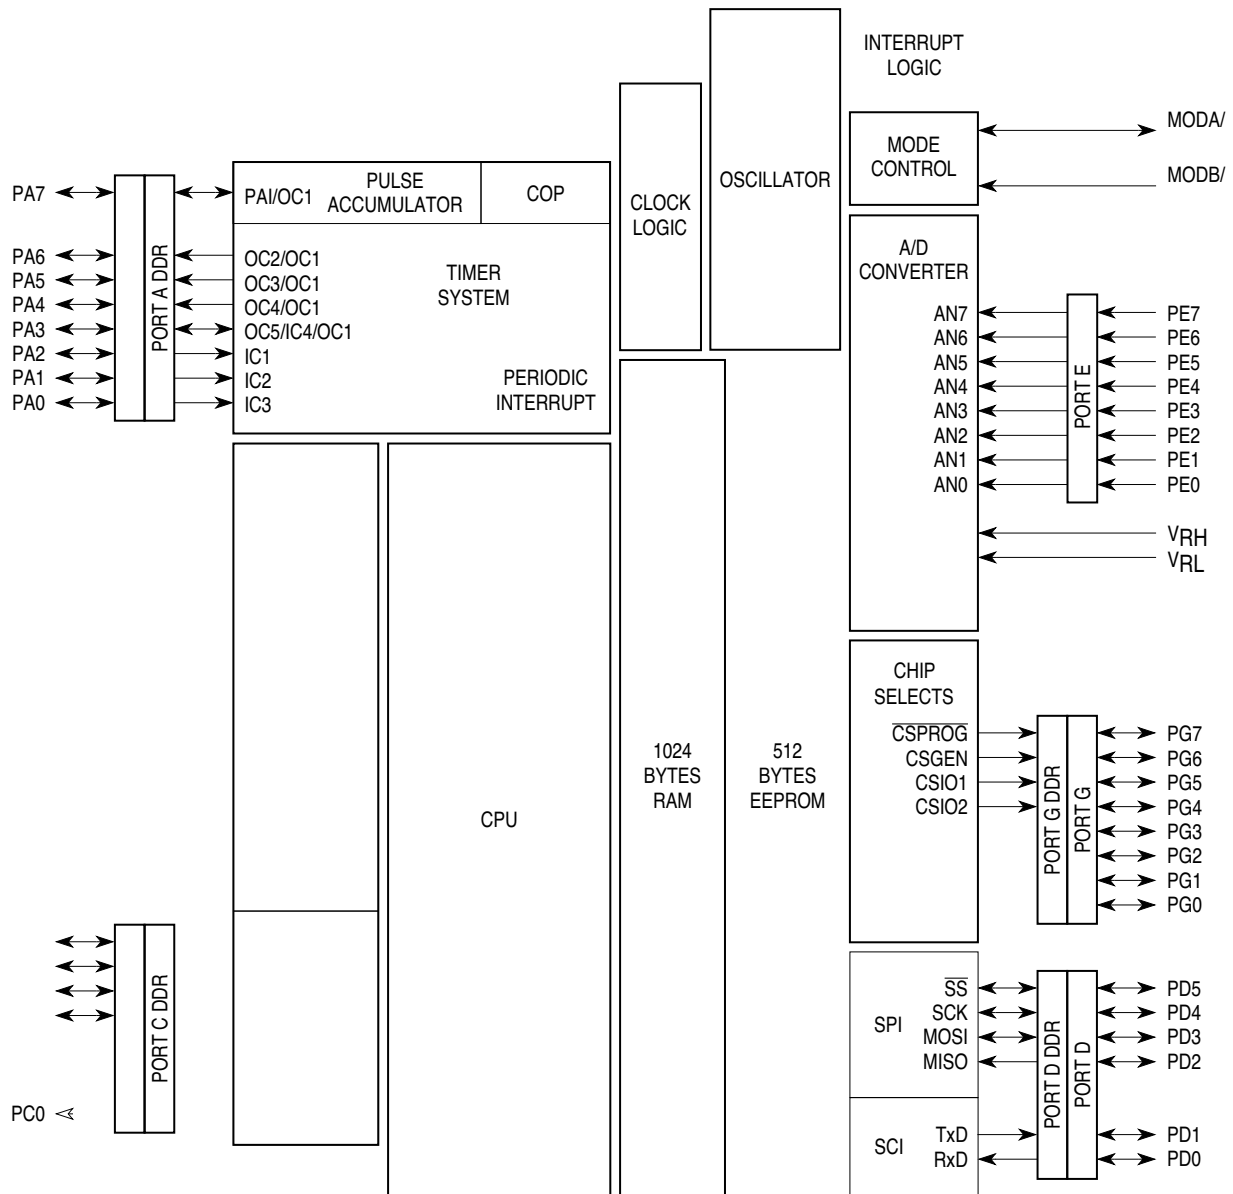 INTERRUPT
LOGIC
MODE
CONTROL
MODA/
MODB/
OSCILLATOR
CLOCK
LOGIC
PA7
PA6
PA5
PA4
PA3
PA2
PA1
PA0
PORT A DDR
PAI/OC1
PULSE
ACCUMULATOR
COP
OC2/OC1
OC3/OC1
OC4/OC1
OC5/IC4/OC1
IC1
IC2
IC3
TIMER
SYSTEM
PERIODIC
INTERRUPT
A/D
CONVERTER
AN7
AN6
AN5
AN4
AN3
AN2
AN1
AN0
PORT E
PE7
PE6
PE5
PE4
PE3
PE2
PE1
PE0
VRH
VRL
CPU
1024
BYTES
RAM
512
BYTES
EEPROM
CHIP
SELECTS
CSPROG
CSGEN
CSIO1
CSIO2
PORT G DDR
PORT G
PG7
PG6
PG5
PG4
PG3
PG2
PG1
PG0
PORT C DDR
PC0
SPI
SS
SCK
MOSI
MISO
SCI
TxD
RxD
PORT D DDR
PORT D
PD5
PD4
PD3
PD2
PD1
PD0